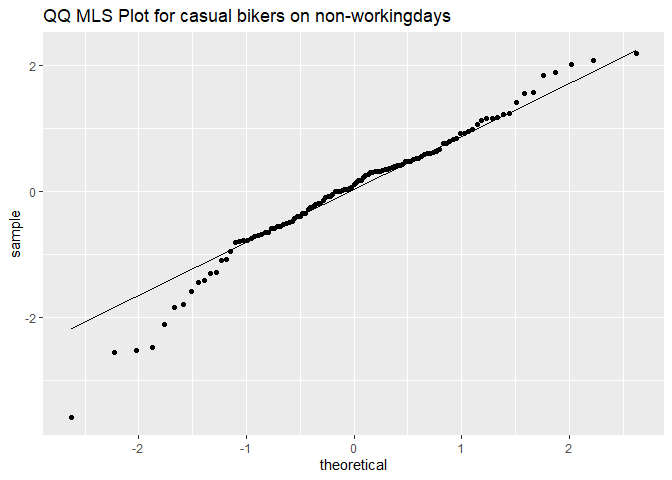 QQ MLS Plot for casual bikers on non-workingdays
2
0
-2
sample
-2
-1
0
1
2
theoretical